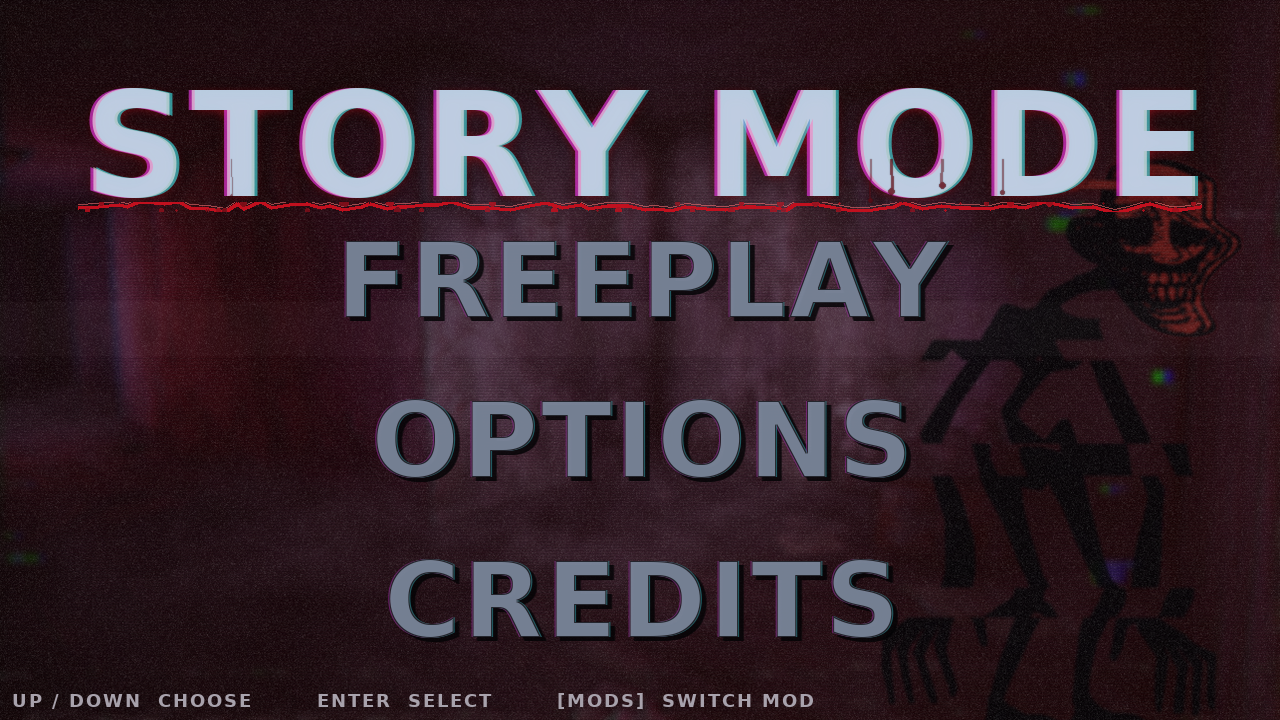 STORY MODE
FREEPLAY
OPTIONS
CREDITS
UP / DOWN  CHOOSE  ENTER  SELECT  [MODS]  SWITCH MOD